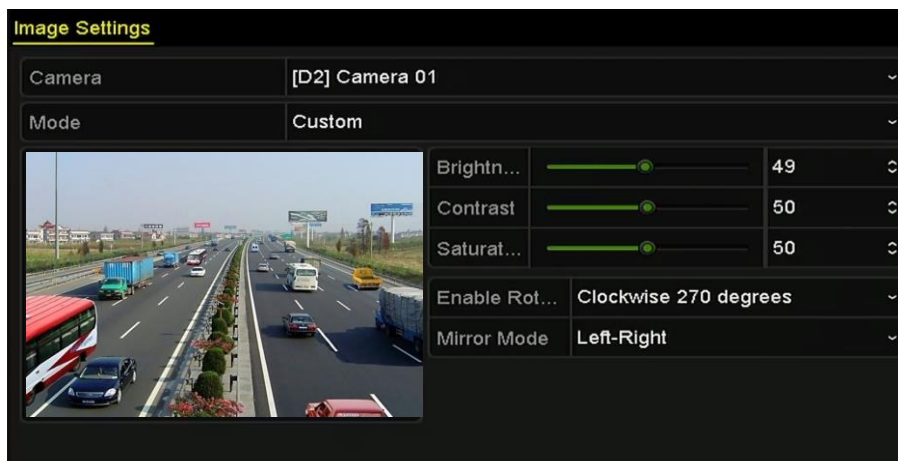 Image Settings
Camera [D2] Camera 01
Mode Custom
Brightn... 49
Contrast 50
Saturat... 50
Enable Rot... Clockwise 270 degrees
Mirror Mode Left-Right